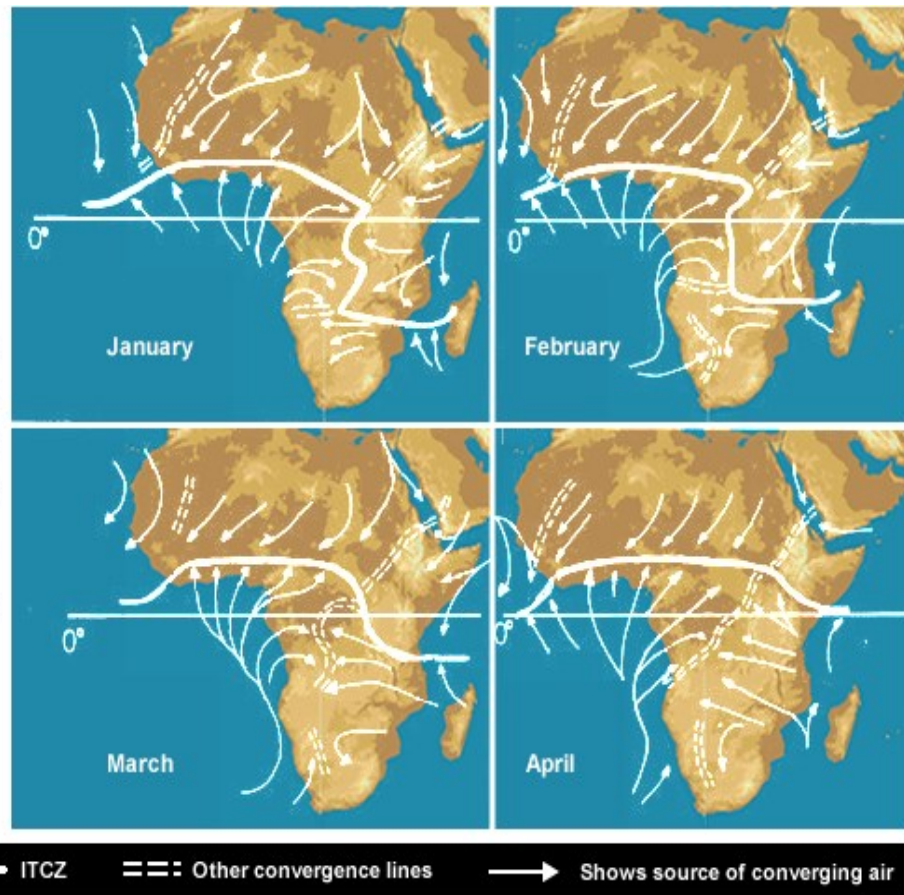 0°
January
0°
February
0°
March
0°
April
ITCZ
Other convergence lines
Shows source of converging air